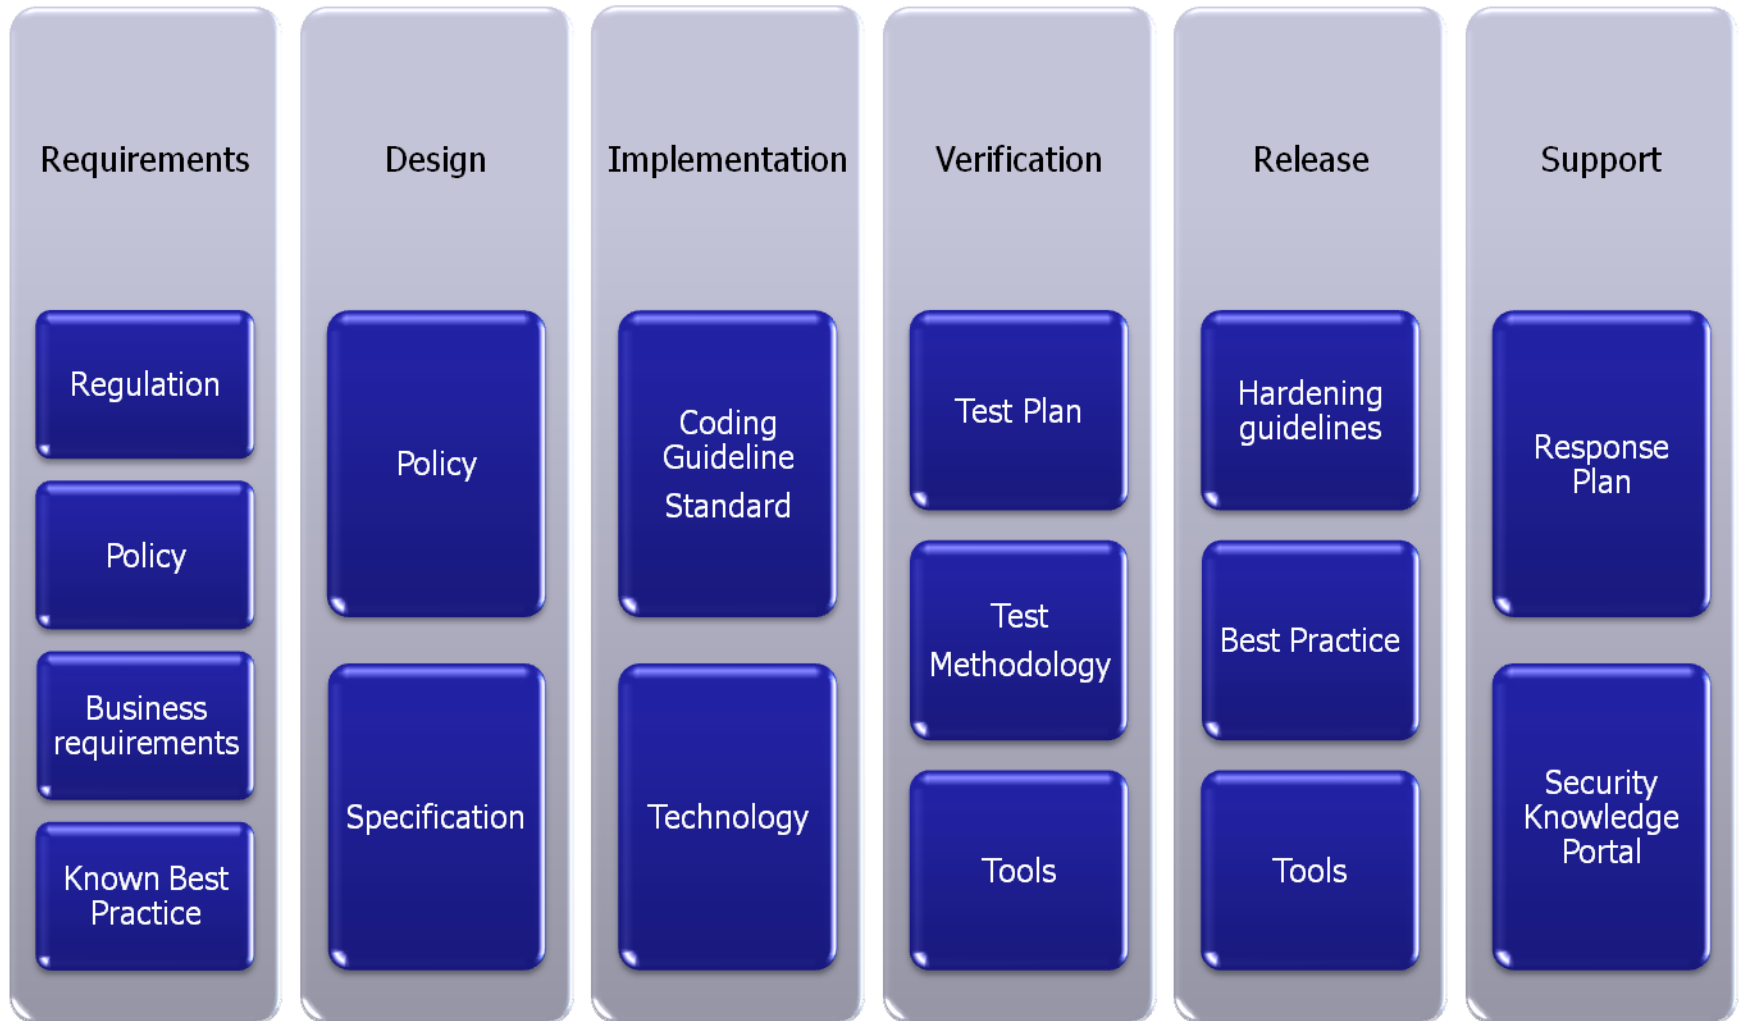 Requirements
Regulation
Policy
Business
requirements
Known Best
Practice
Design
Policy
Specification
Implementation
Coding
Guideline
Standard
Technology
Verification
Test Plan
Test
Methodology
Tools
Release
Hardening
guidelines
Best Practice
Tools
Support
Response
Plan
Security
Knowledge
Portal